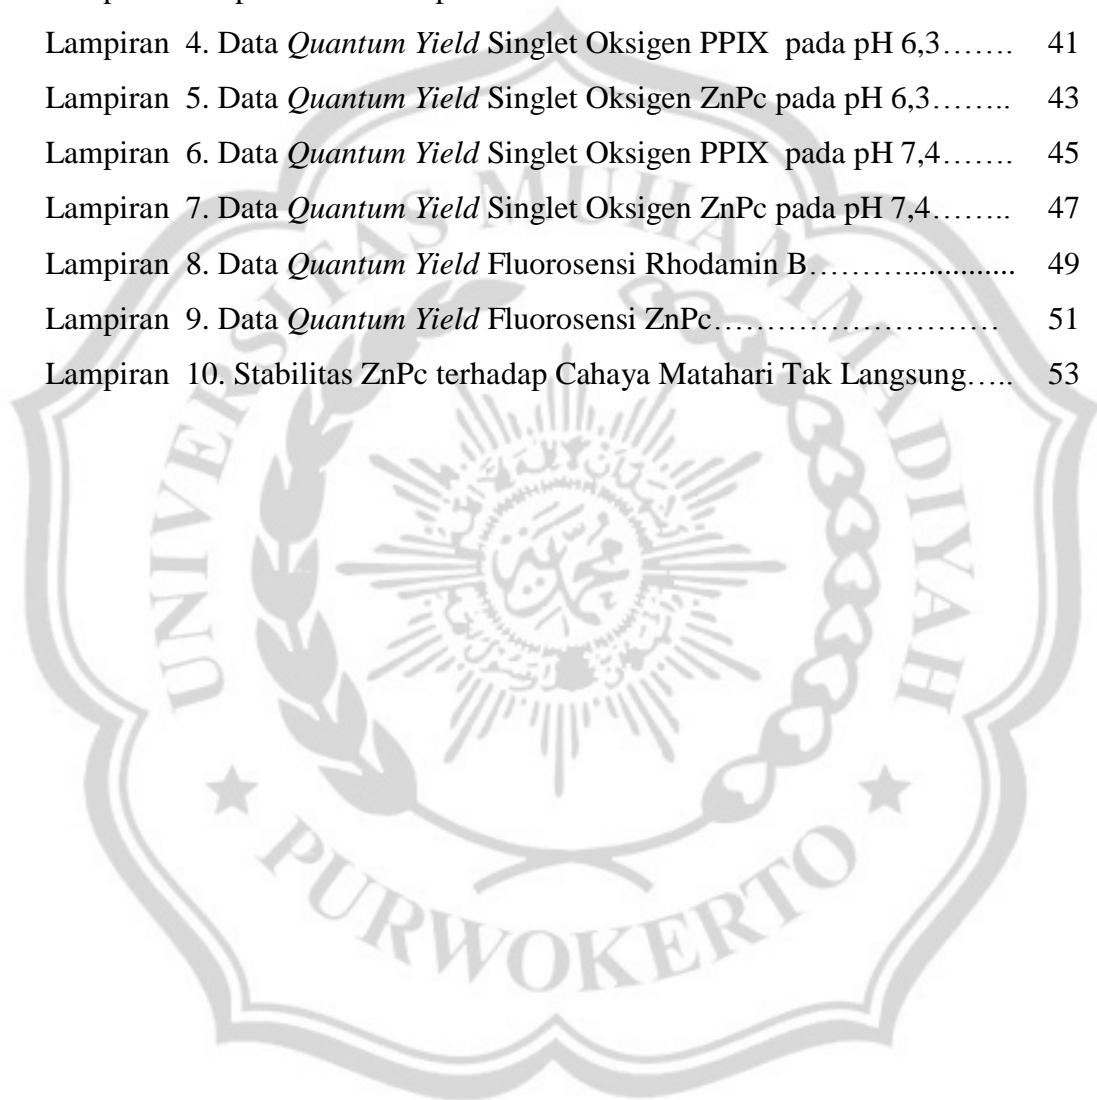 Lampiran  4. Data Quantum Yield Singlet Oksigen PPIX  pada pH 6,3……. 41
Lampiran  5. Data Quantum Yield Singlet Oksigen ZnPc pada pH 6,3…….. 43
Lampiran  6. Data Quantum Yield Singlet Oksigen PPIX  pada pH 7,4……. 45
Lampiran  7. Data Quantum Yield Singlet Oksigen ZnPc pada pH 7,4…….. 47
Lampiran  8. Data Quantum Yield Fluorosensi Rhodamin B………............. 49
Lampiran  9. Data Quantum Yield Fluorosensi ZnPc……………………… 51
Lampiran  10. Stabilitas ZnPc terhadap Cahaya Matahari Tak Langsung….. 53
UNIVERSITAS MUHAMMADIYAH
PURWOKERTO